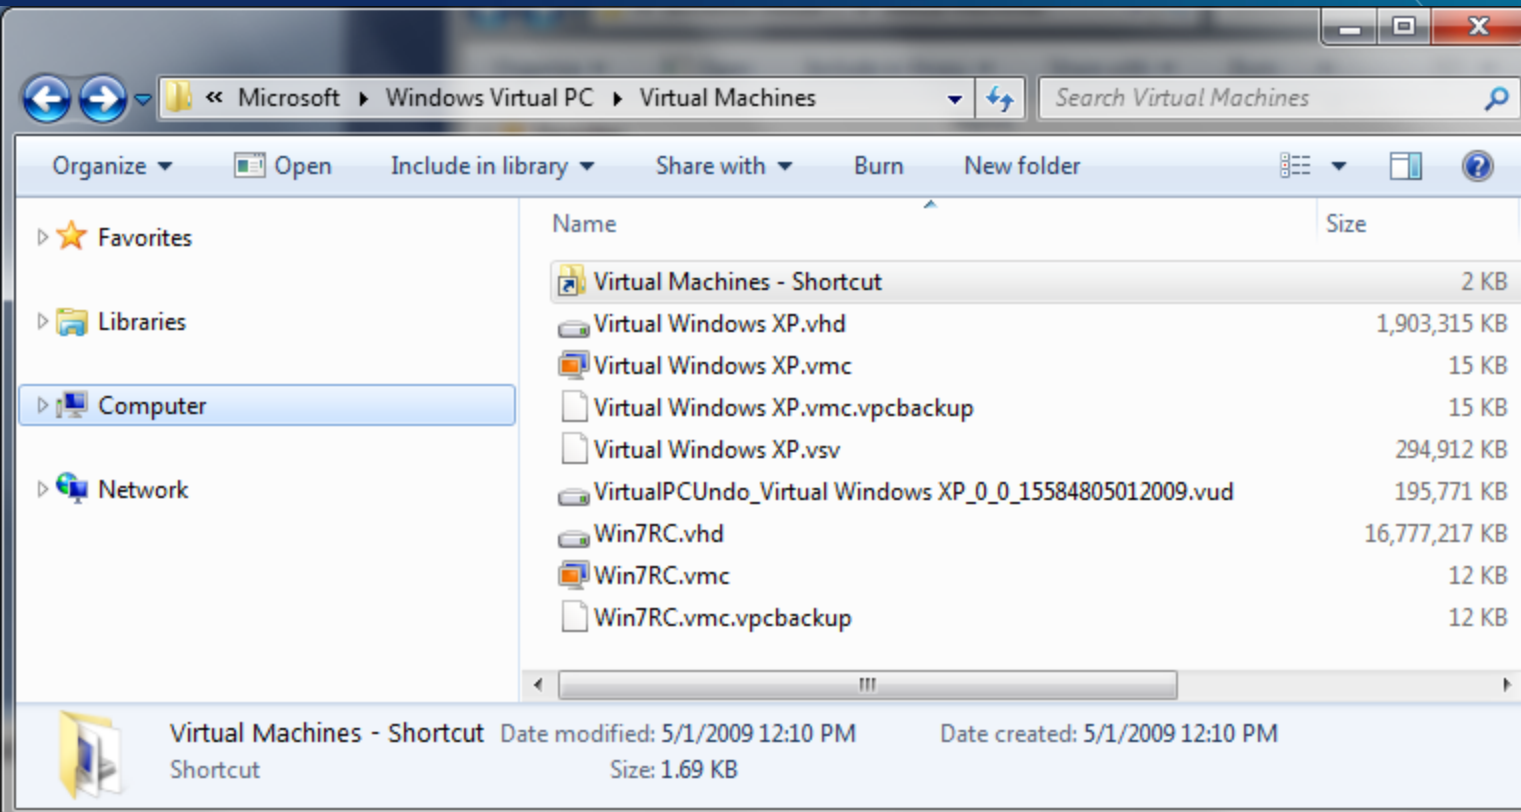 « Microsoft ▸ Windows Virtual PC ▸ Virtual Machines Search Virtual Machines
Organize Open Include in library Share with Burn New folder
Name Size
Favorites
Libraries
Computer
Network
Virtual Machines - Shortcut 2 KB
Virtual Windows XP.vhd 1,903,315 KB
Virtual Windows XP.vmc 15 KB
Virtual Windows XP.vmc.vpcbackup 15 KB
Virtual Windows XP.vsv 294,912 KB
VirtualPCUndo_Virtual Windows XP_0_0_15584805012009.vud 195,771 KB
Win7RC.vhd 16,777,217 KB
Win7RC.vmc 12 KB
Win7RC.vmc.vpcbackup 12 KB
Virtual Machines - Shortcut Date modified: 5/1/2009 12:10 PM Date created: 5/1/2009 12:10 PM
Shortcut Size: 1.69 KB